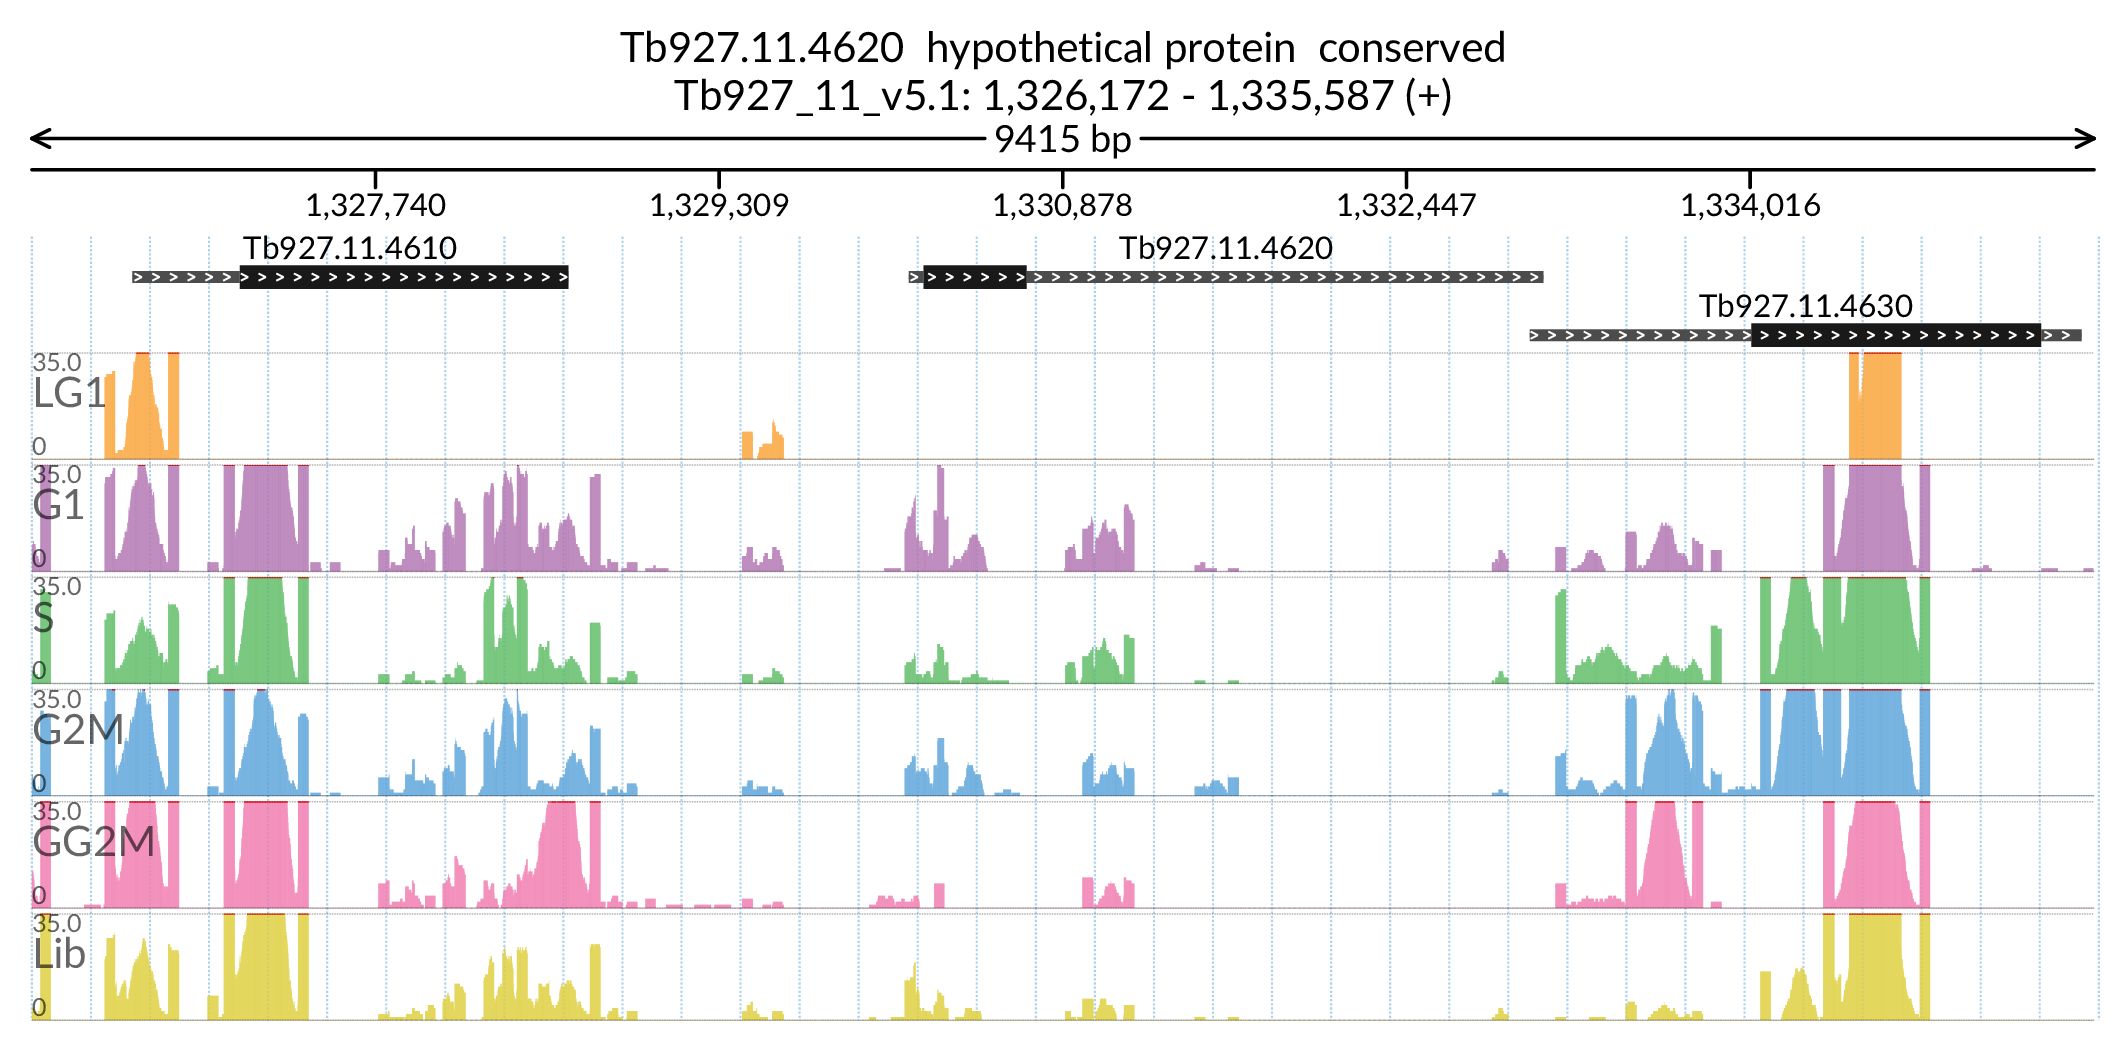 Tb927.11.4620  hypothetical protein  conserved
Tb927_11_v5.1: 1,326,172 - 1,335,587 (+)
9415 bp
1,327,740 1,329,309 1,330,878 1,332,447 1,334,016
Tb927.11.4610 Tb927.11.4620
Tb927.11.4630
35.0
LG1
0
35.0
G1
0
35.0
S
0
35.0
G2M
0
35.0
GG2M
0
35.0
Lib
0